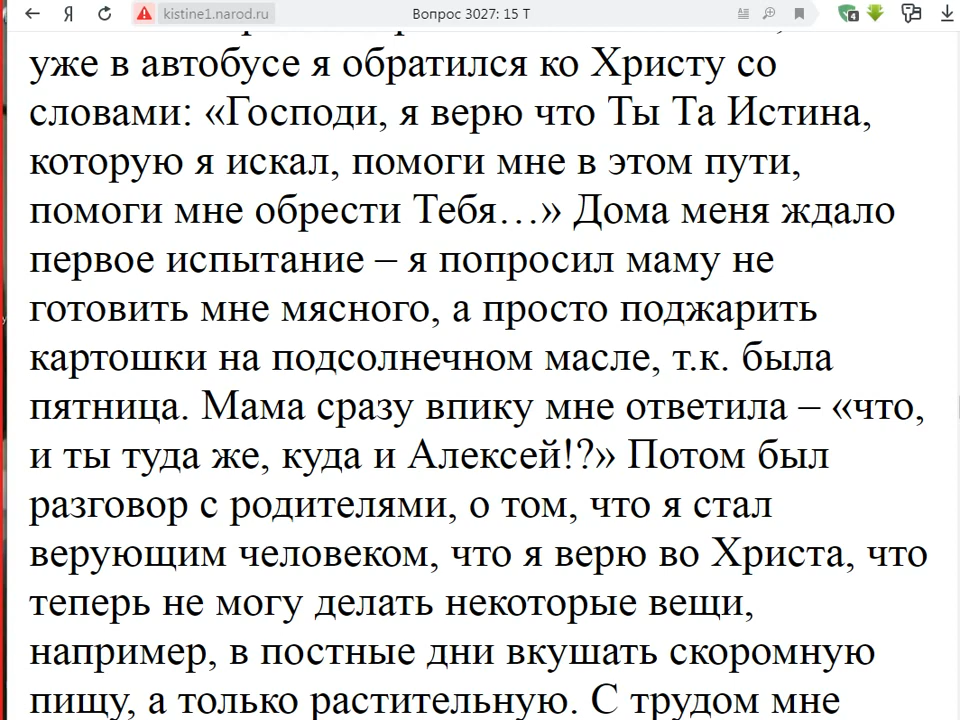 kistine1.narod.ru
Вопрос 3027: 15 Т
4
уже в автобусе я обратился ко Христу со
словами: «Господи, я верю что Ты Та Истина,
которую я искал, помоги мне в этом пути,
помоги мне обрести Тебя…» Дома меня ждало
первое испытание – я попросил маму не
готовить мне мясного, а просто поджарить
картошки на подсолнечном масле, т.к. была
пятница. Мама сразу впику мне ответила – «что,
и ты туда же, куда и Алексей!?» Потом был
разговор с родителями, о том, что я стал
верующим человеком, что я верю во Христа, что
теперь не могу делать некоторые вещи,
например, в постные дни вкушать скоромную
пищу, а только растительную. С трудом мне